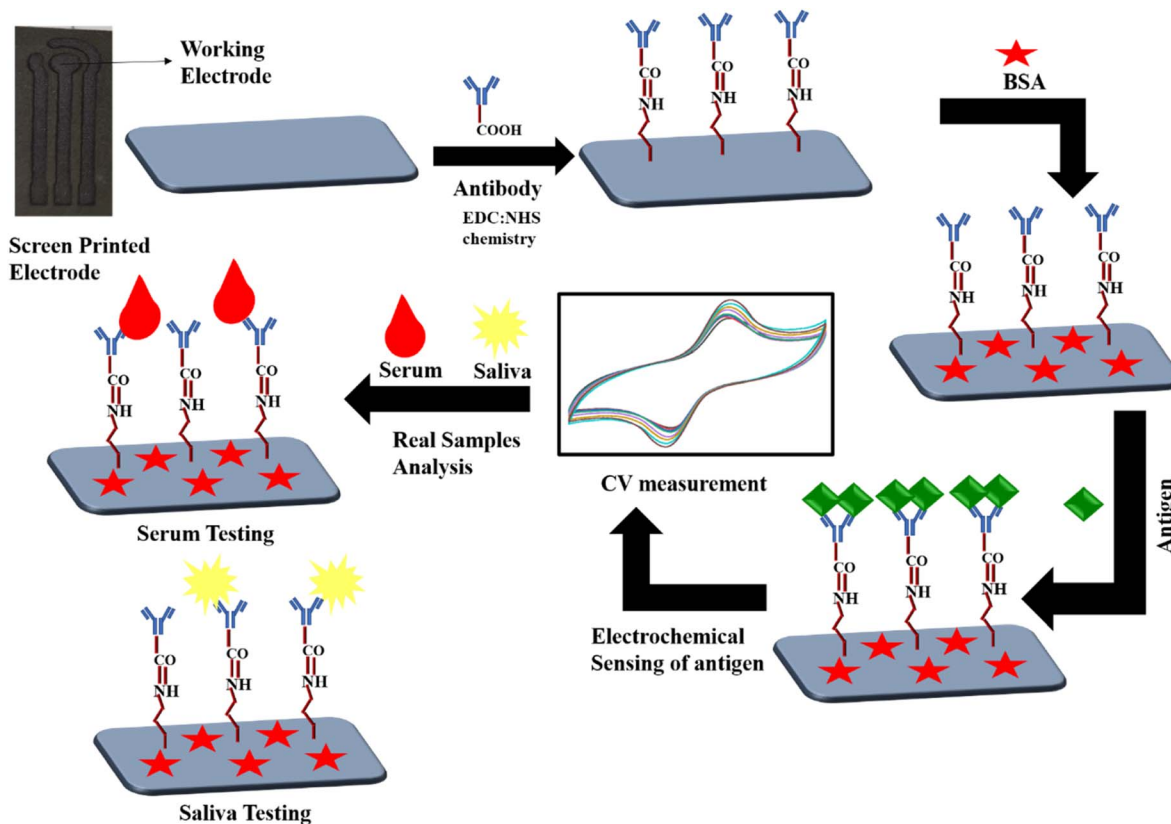 Working
Electrode
Screen Printed
Electrode
COOH
Antibody
EDC:NHS
chemistry
CO
NH
CO
NH
CO
NH
BSA
CO
NH
CO
NH
CO
NH
Antigen
CO
NH
CO
NH
CO
NH
Electrochemical
Sensing of antigen
CV measurement
Serum
Saliva
Real Samples
Analysis
CO
NH
CO
NH
CO
NH
Serum Testing
CO
NH
CO
NH
CO
NH
Saliva Testing